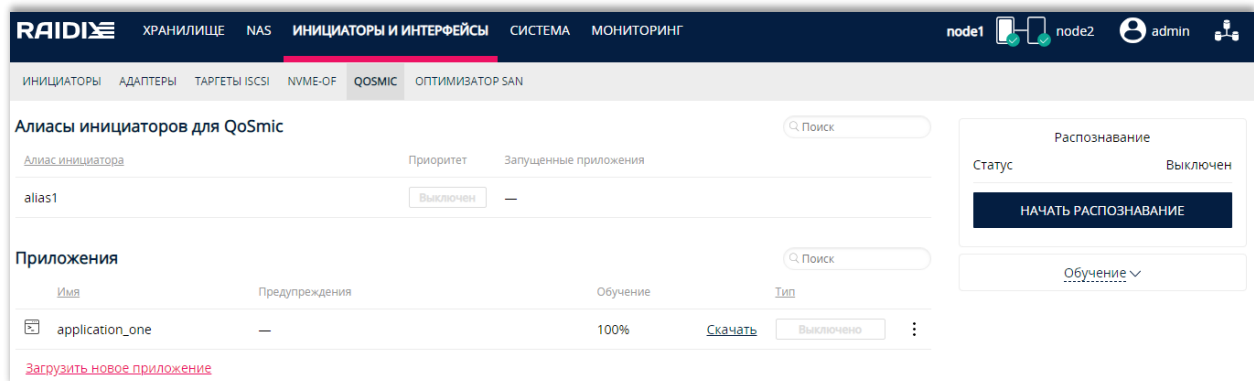 RAIDIX ХРАНИЛИЩЕ NAS ИНИЦИАТОРЫ И ИНТЕРФЕЙСЫ СИСТЕМА МОНИТОРИНГ node1 node2 admin
ИНИЦИАТОРЫ АДАПТЕРЫ ТАРГЕТЫ ISCSI NVME-OF QOSMIC ОПТИМИЗАТОР SAN
Алиасы инициаторов для QoSmic Поиск
Алиас инициатора Приоритет Запущенные приложения
alias1 Выключен —
Приложения Поиск
Имя Предупреждения Обучение Тип
application_one — 100% Скачать Выключено
Загрузить новое приложение
Распознавание
Статус Выключен
НАЧАТЬ РАСПОЗНАВАНИЕ
Обучение